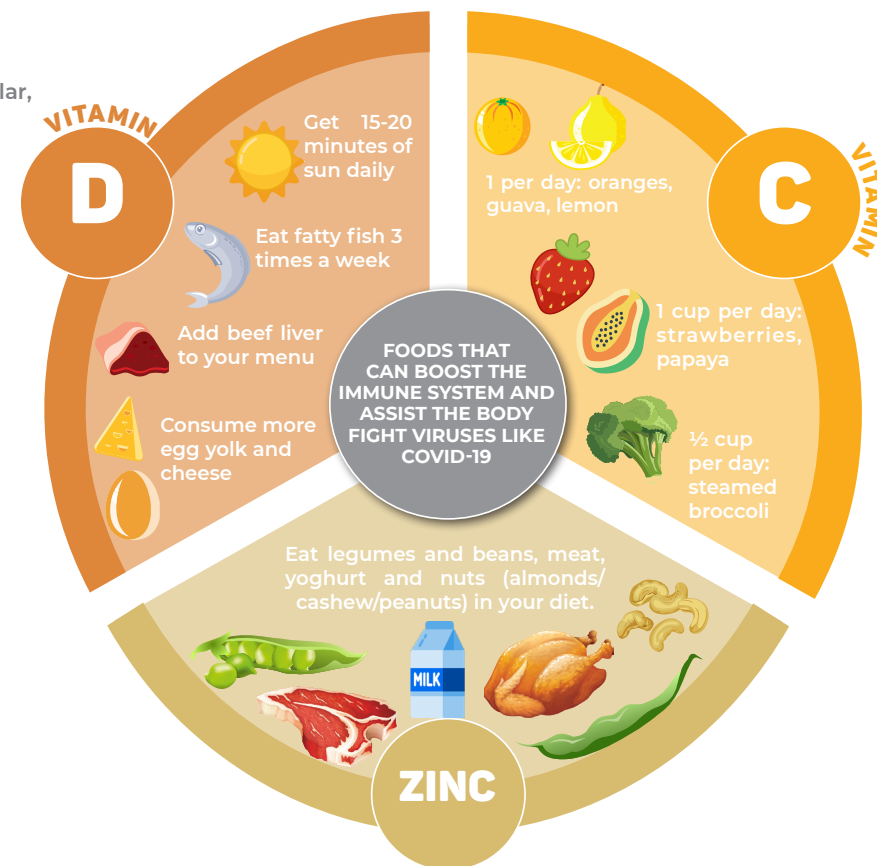 lar,
VITAMIN
D
Get 15-20
minutes of
sun daily
Eat fatty fish 3
times a week
Add beef liver
to your menu
Consume more
egg yolk and
cheese
VITAMIN
C
1 per day: oranges,
guava, lemon
1 cup per day:
strawberries,
papaya
½ cup
per day:
steamed
broccoli
FOODS THAT
CAN BOOST THE
IMMUNE SYSTEM AND
ASSIST THE BODY
FIGHT VIRUSES LIKE
COVID-19
Eat legumes and beans, meat,
yoghurt and nuts (almonds/
cashew/peanuts) in your diet.
MILK
ZINC